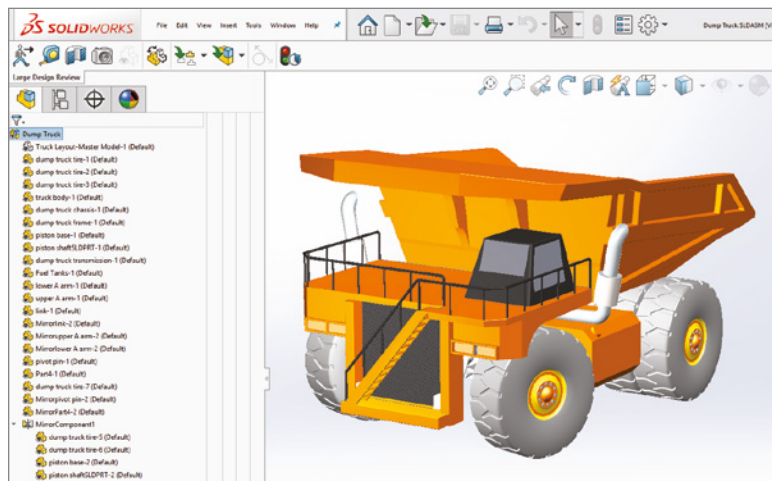 SOLIDWORKS
File Edit View Insert Tools Window Help
Dump Truck.SLDASM
Large Design Review
Dump Truck
Truck Layout-Master Model-1 (Default)
dump truck tire-1 (Default)
dump truck tire-2 (Default)
dump truck tire-3 (Default)
truck body-1 (Default)
dump truck chassis-1 (Default)
dump truck frame-1 (Default)
piston base-1 (Default)
piston shaftSLDPRT-1 (Default)
dump truck transmission-1 (Default)
Fuel Tanks-1 (Default)
lower A arm-1 (Default)
upper A arm-1 (Default)
link-1 (Default)
Mirrorlink-2 (Default)
Mirrorupper A arm-2 (Default)
Mirrorlower A arm-2 (Default)
pivot pin-1 (Default)
Part4-1 (Default)
dump truck tire-7 (Default)
Mirrorpivot pin-2 (Default)
MirrorPart4-2 (Default)
MirrorComponent1
dump truck tire-5 (Default)
dump truck tire-6 (Default)
piston base-2 (Default)
piston shaftSLDPRT-2 (Default)